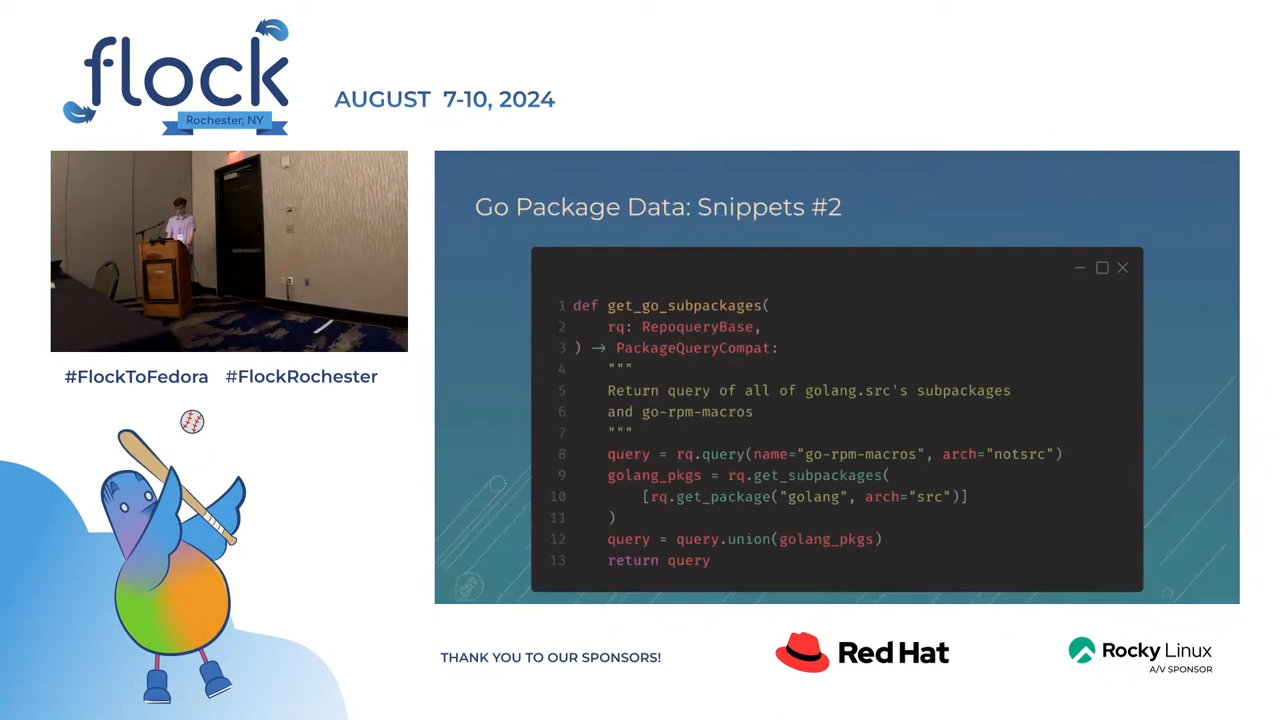 flock
Rochester, NY
AUGUST 7-10, 2024
#FlockToFedora #FlockRochester
Go Package Data: Snippets #2
1 def get_go_subpackages(
2 rq: RepoqueryBase,
3 ) → PackageQueryCompat:
4 """
5 Return query of all of golang.src's subpackages
6 and go-rpm-macros
7 """
8 query = rq.query(name="go-rpm-macros", arch="notsrc")
9 golang_pkgs = rq.get_subpackages(
10 [rq.get_package("golang", arch="src")]
11 )
12 query = query.union(golang_pkgs)
13 return query
THANK YOU TO OUR SPONSORS!
Red Hat
Rocky Linux
A/V SPONSOR